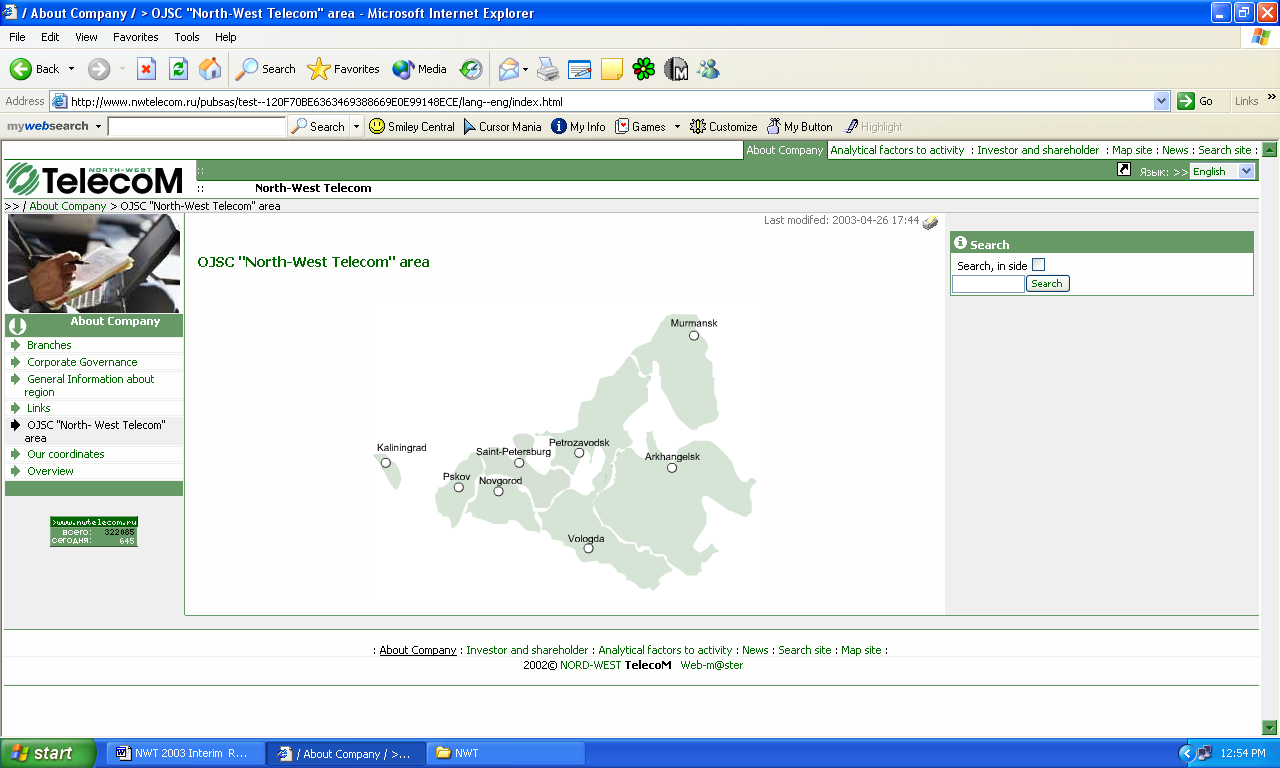 / About Company / > OJSC "North-West Telecom" area - Microsoft Internet Explorer
File Edit View Favorites Tools Help
Back Search Favorites Media
Address http://www.nwtelecom.ru/pubsas/test--120F70BE6363469388669E0E99148ECE/lang-eng/index.html Go Links »
mywebsearch Search Smiley Central Cursor Mania My Info Games Customize My Button Highlight
About Company Analytical factors to activity : Investor and shareholder : Map site : News : Search site :
NORTH-WEST
TelecoM
:: Язык: >> English
:: North-West Telecom
>> / About Company > OJSC "North-West Telecom" area
Last modifed: 2003-04-26 17:44
OJSC "North-West Telecom" area
Search
Search, in side
Search
About Company
Branches
Corporate Governance
General Information about
region
Links
OJSC "North- West Telecom"
area
Our coordinates
Overview
>www.nwtelecom.ru
всего: 322085
сегодня: 645
Murmansk
Kaliningrad
Petrozavodsk
Saint-Petersburg
Arkhangelsk
Pskov
Novgorod
Vologda
: About Company : Investor and shareholder : Analytical factors to activity : News : Search site : Map site :
2002© NORD-WEST TelecoM Web-m@ster
start NWT 2003 Interim R... / About Company / >... NWT 12:54 PM